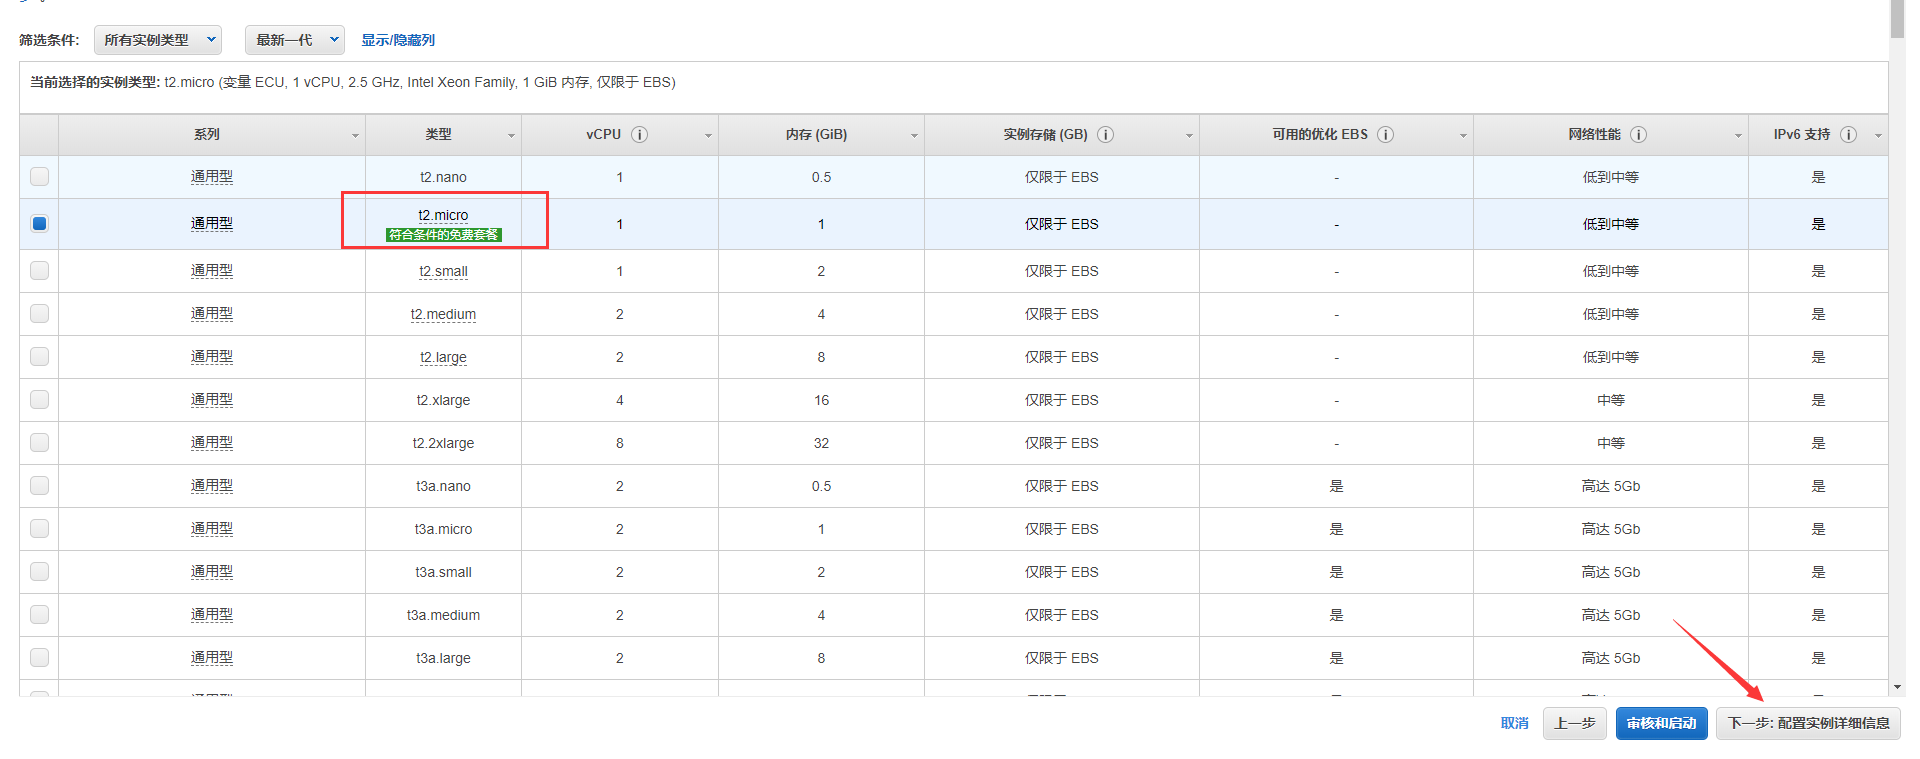 筛选条件: 所有实例类型 最新一代 显示/隐藏列
当前选择的实例类型: t2.micro (变量 ECU, 1 vCPU, 2.5 GHz, Intel Xeon Family, 1 GiB 内存, 仅限于 EBS)
系列 类型 vCPU 内存 (GiB) 实例存储 (GB) 可用的优化 EBS 网络性能 IPv6 支持
通用型 t2.nano 1 0.5 仅限于 EBS - 低到中等 是
通用型 t2.micro 符合条件的免费套餐 1 1 仅限于 EBS - 低到中等 是
通用型 t2.small 1 2 仅限于 EBS - 低到中等 是
通用型 t2.medium 2 4 仅限于 EBS - 低到中等 是
通用型 t2.large 2 8 仅限于 EBS - 低到中等 是
通用型 t2.xlarge 4 16 仅限于 EBS - 中等 是
通用型 t2.2xlarge 8 32 仅限于 EBS - 中等 是
通用型 t3a.nano 2 0.5 仅限于 EBS 是 高达 5Gb 是
通用型 t3a.micro 2 1 仅限于 EBS 是 高达 5Gb 是
通用型 t3a.small 2 2 仅限于 EBS 是 高达 5Gb 是
通用型 t3a.medium 2 4 仅限于 EBS 是 高达 5Gb 是
通用型 t3a.large 2 8 仅限于 EBS 是 高达 5Gb 是
取消 上一步 审核和启动 下一步: 配置实例详细信息